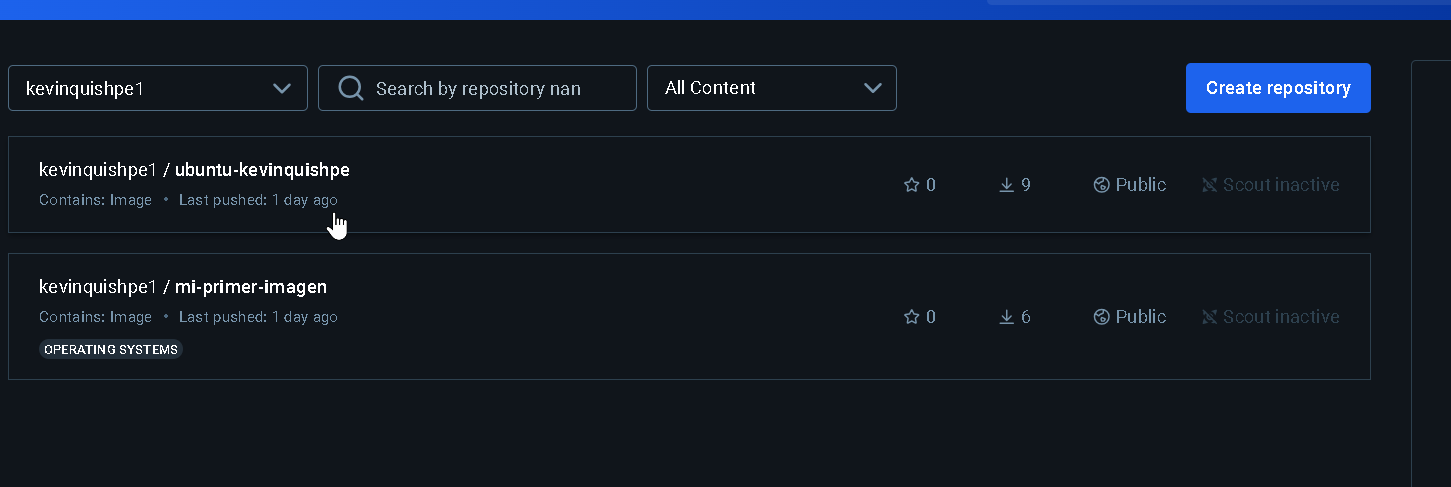 kevinquishpe1
Search by repository nan
All Content
Create repository
kevinquishpe1 / ubuntu-kevinquishpe
Contains: Image • Last pushed: 1 day ago
0
9
Public
Scout inactive
kevinquishpe1 / mi-primer-imagen
Contains: Image • Last pushed: 1 day ago
OPERATING SYSTEMS
0
6
Public
Scout inactive